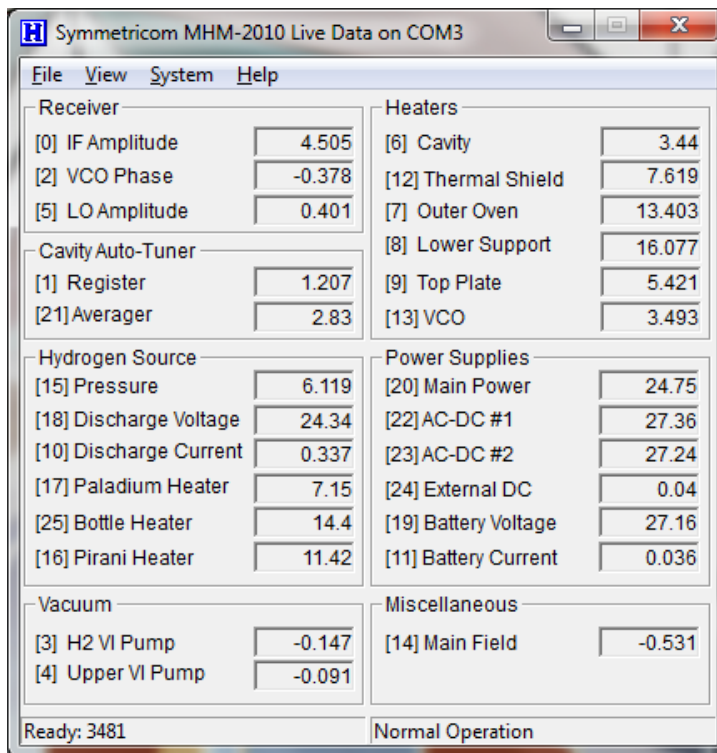 H Symmetricom MHM-2010 Live Data on COM3
File View System Help
Receiver
[0] IF Amplitude 4.505
[2] VCO Phase -0.378
[5] LO Amplitude 0.401
Cavity Auto-Tuner
[1] Register 1.207
[21] Averager 2.83
Hydrogen Source
[15] Pressure 6.119
[18] Discharge Voltage 24.34
[10] Discharge Current 0.337
[17] Paladium Heater 7.15
[25] Bottle Heater 14.4
[16] Pirani Heater 11.42
Vacuum
[3] H2 VI Pump -0.147
[4] Upper VI Pump -0.091
Heaters
[6] Cavity 3.44
[12] Thermal Shield 7.619
[7] Outer Oven 13.403
[8] Lower Support 16.077
[9] Top Plate 5.421
[13] VCO 3.493
Power Supplies
[20] Main Power 24.75
[22] AC-DC #1 27.36
[23] AC-DC #2 27.24
[24] External DC 0.04
[19] Battery Voltage 27.16
[11] Battery Current 0.036
Miscellaneous
[14] Main Field -0.531
Ready: 3481
Normal Operation